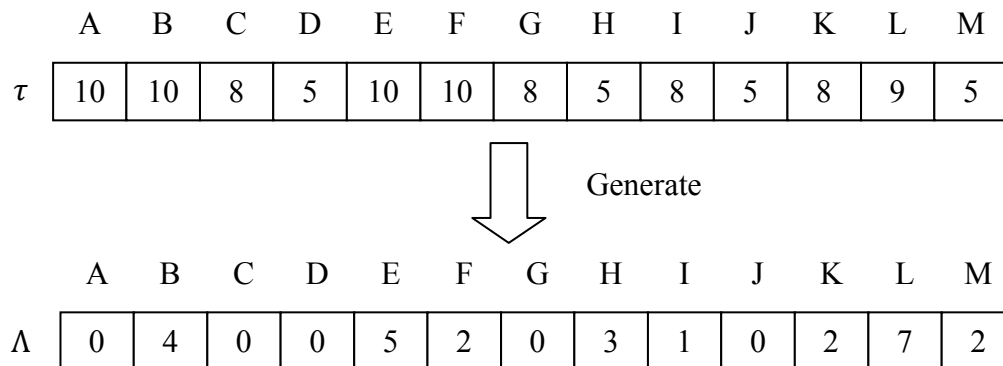 A B C D E F G H I J K L M
τ 10 10 8 5 10 10 8 5 8 5 8 9 5
Generate
A B C D E F G H I J K L M
Λ 0 4 0 0 5 2 0 3 1 0 2 7 2